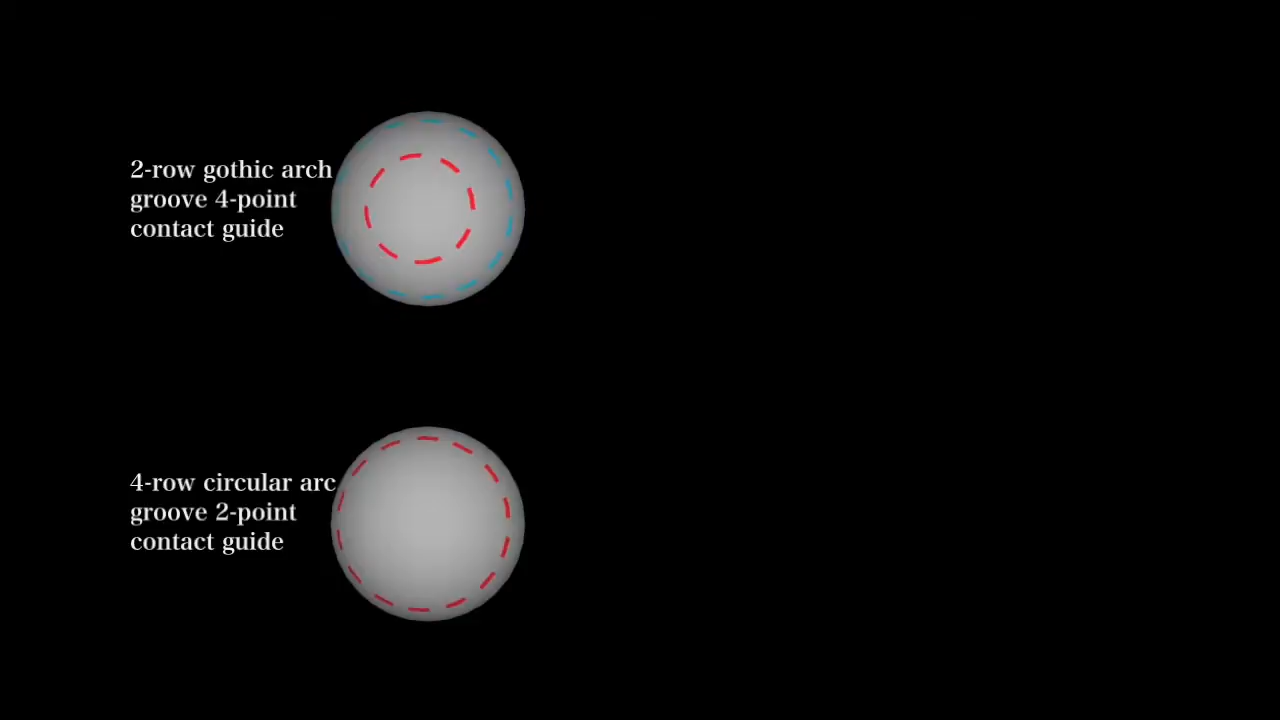 2-row gothic arch
groove 4-point
contact guide
4-row circular arc
groove 2-point
contact guide